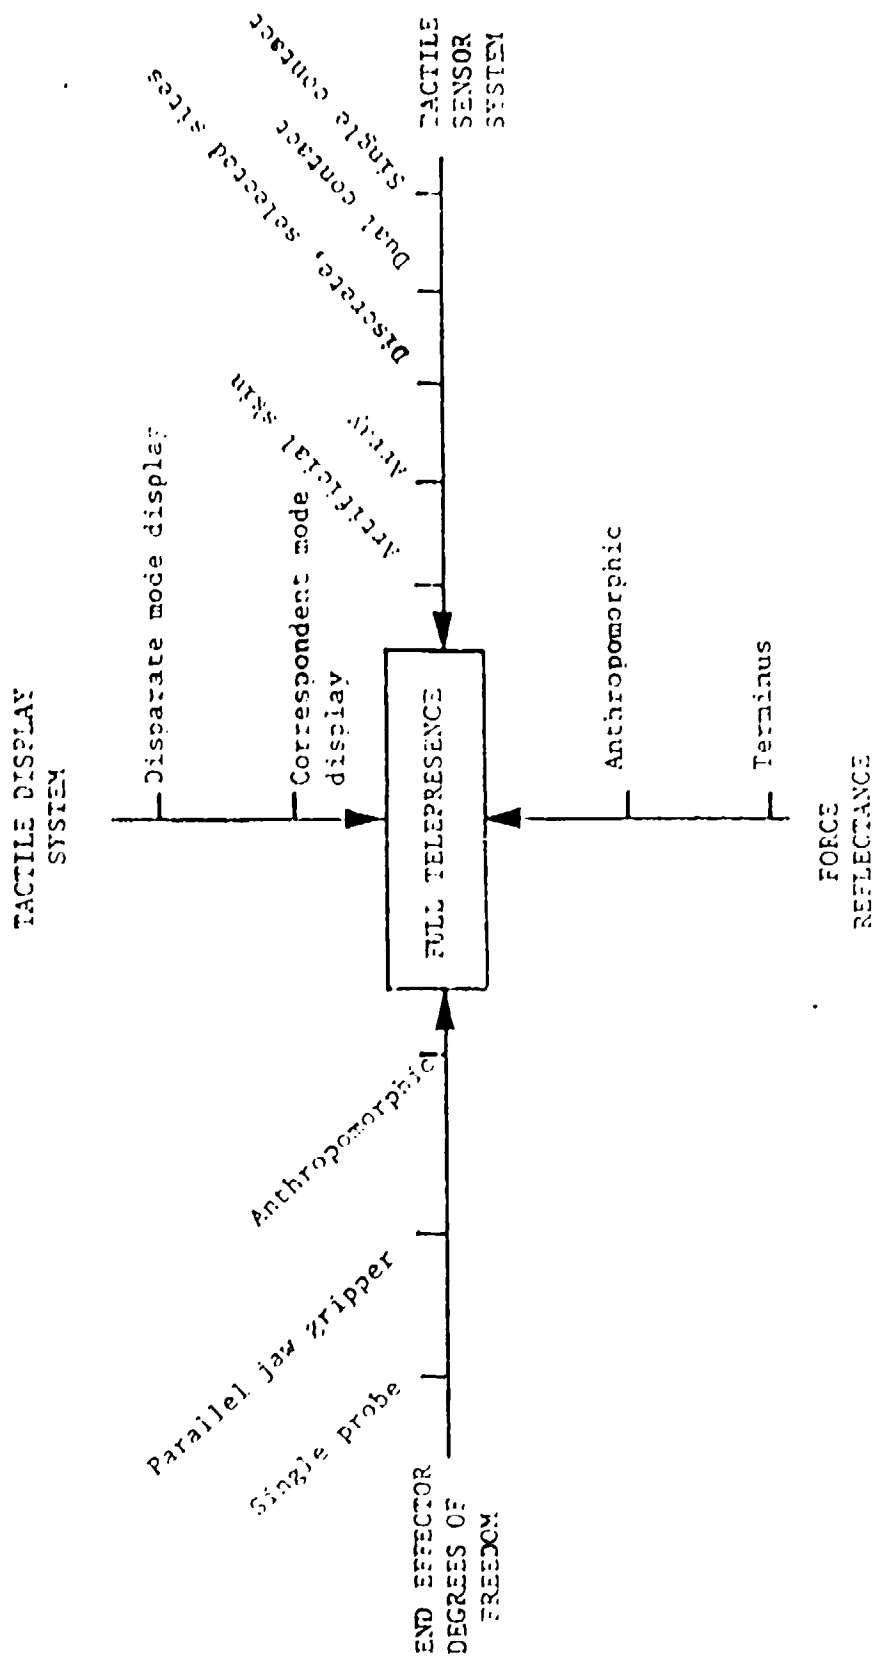 TACTILE DISPLAY
SYSTEM
Disparate mode display
Correspondent mode
display
END EFFECTOR
DEGREES OF
FREEDOM
Single probe
Parallel jaw gripper
Anthropomorphic
FULL TELEPRESENCE
Artificial skin
Array
Discrete, selected sites
Dual contact
Single contact
TACTILE
SENSOR
SYSTEM
Anthropomorphic
Terminus
FORCE
REFLECTANCE